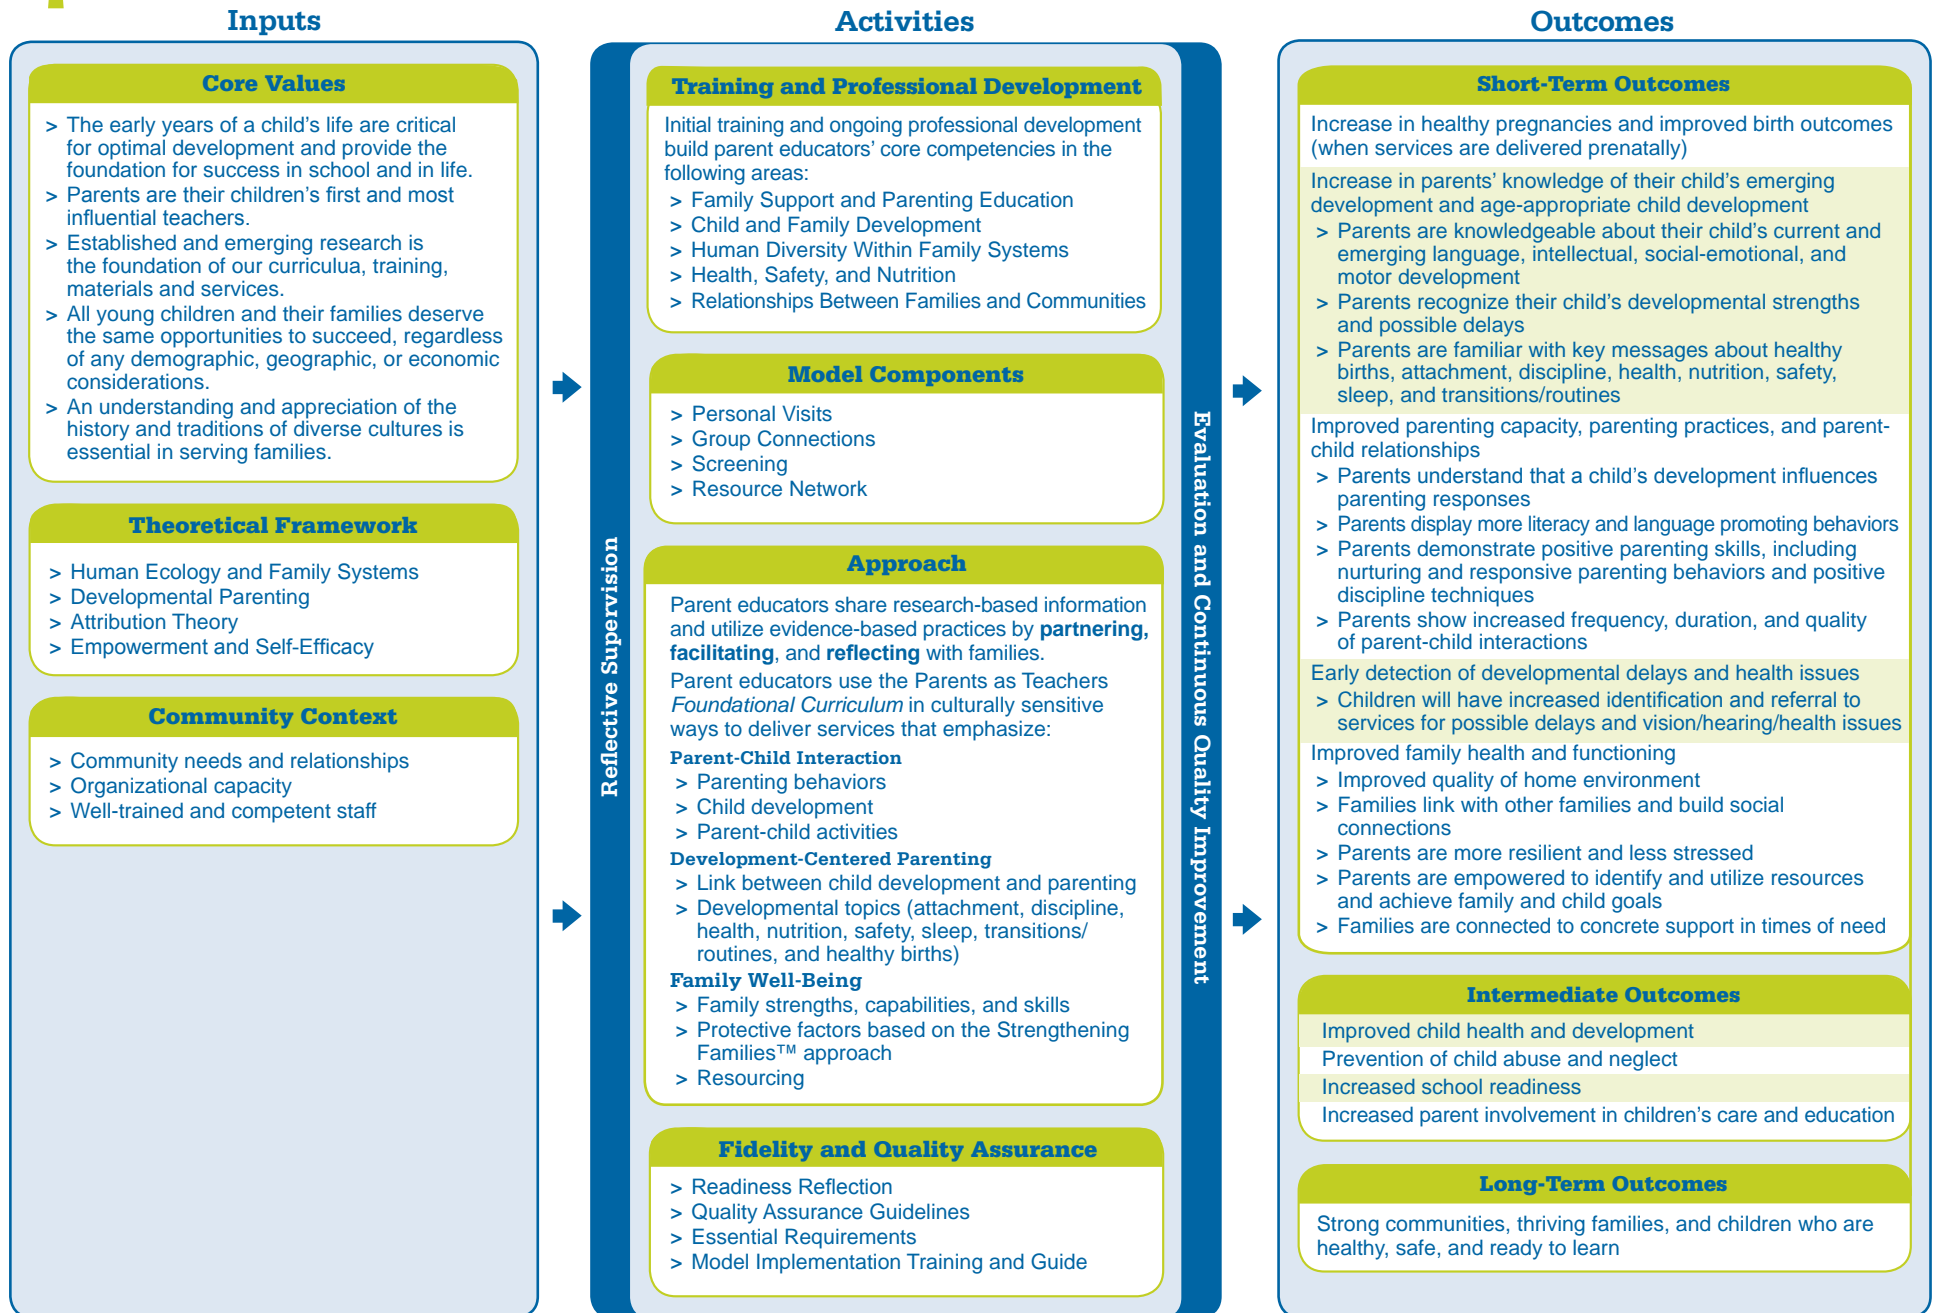 Inputs
Core Values
> The early years of a child's life are critical
for optimal development and provide the
foundation for success in school and in life.
> Parents are their children's first and most
influential teachers.
> Established and emerging research is
the foundation of our curriculua, training,
materials and services.
> All young children and their families deserve
the same opportunities to succeed, regardless
of any demographic, geographic, or economic
considerations.
> An understanding and appreciation of the
history and traditions of diverse cultures is
essential in serving families.
Theoretical Framework
> Human Ecology and Family Systems
> Developmental Parenting
> Attribution Theory
> Empowerment and Self-Efficacy
Community Context
> Community needs and relationships
> Organizational capacity
> Well-trained and competent staff
Activities
Reflective Supervision
Training and Professional Development
Initial training and ongoing professional development
build parent educators' core competencies in the
following areas:
> Family Support and Parenting Education
> Child and Family Development
> Human Diversity Within Family Systems
> Health, Safety, and Nutrition
> Relationships Between Families and Communities
Model Components
> Personal Visits
> Group Connections
> Screening
> Resource Network
Approach
Parent educators share research-based information
and utilize evidence-based practices by partnering,
facilitating, and reflecting with families.
Parent educators use the Parents as Teachers
Foundational Curriculum in culturally sensitive
ways to deliver services that emphasize:
Parent-Child Interaction
> Parenting behaviors
> Child development
> Parent-child activities
Development-Centered Parenting
> Link between child development and parenting
> Developmental topics (attachment, discipline,
health, nutrition, safety, sleep, transitions/
routines, and healthy births)
Family Well-Being
> Family strengths, capabilities, and skills
> Protective factors based on the Strengthening
Families™ approach
> Resourcing
Fidelity and Quality Assurance
> Readiness Reflection
> Quality Assurance Guidelines
> Essential Requirements
> Model Implementation Training and Guide
Evaluation and Continuous Quality Improvement
Outcomes
Short-Term Outcomes
Increase in healthy pregnancies and improved birth outcomes
(when services are delivered prenatally)
Increase in parents' knowledge of their child's emerging
development and age-appropriate child development
> Parents are knowledgeable about their child's current and
emerging language, intellectual, social-emotional, and
motor development
> Parents recognize their child's developmental strengths
and possible delays
> Parents are familiar with key messages about healthy
births, attachment, discipline, health, nutrition, safety,
sleep, and transitions/routines
Improved parenting capacity, parenting practices, and parent-
child relationships
> Parents understand that a child's development influences
parenting responses
> Parents display more literacy and language promoting behaviors
> Parents demonstrate positive parenting skills, including
nurturing and responsive parenting behaviors and positive
discipline techniques
> Parents show increased frequency, duration, and quality
of parent-child interactions
Early detection of developmental delays and health issues
> Children will have increased identification and referral to
services for possible delays and vision/hearing/health issues
Improved family health and functioning
> Improved quality of home environment
> Families link with other families and build social
connections
> Parents are more resilient and less stressed
> Parents are empowered to identify and utilize resources
and achieve family and child goals
> Families are connected to concrete support in times of need
Intermediate Outcomes
Improved child health and development
Prevention of child abuse and neglect
Increased school readiness
Increased parent involvement in children's care and education
Long-Term Outcomes
Strong communities, thriving families, and children who are
healthy, safe, and ready to learn